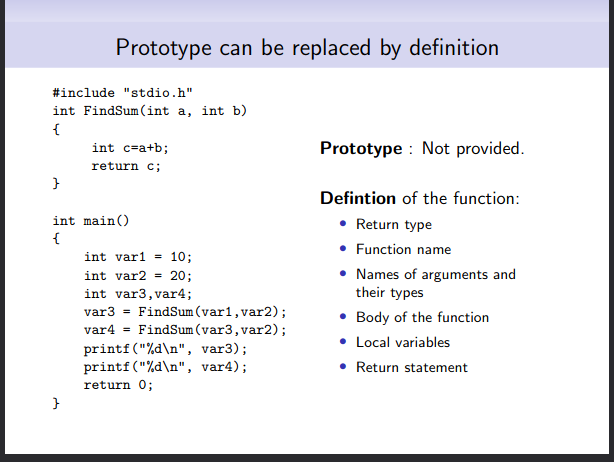 Prototype can be replaced by definition
#include "stdio.h"
int FindSum(int a, int b)
{
int c=a+b;
return c;
}
int main()
{
int var1 = 10;
int var2 = 20;
int var3,var4;
var3 = FindSum(var1,var2);
var4 = FindSum(var3,var2);
printf("%d\n", var3);
printf("%d\n", var4);
return 0;
}
Prototype : Not provided.
Defintion of the function:
• Return type
• Function name
• Names of arguments and
their types
• Body of the function
• Local variables
• Return statement